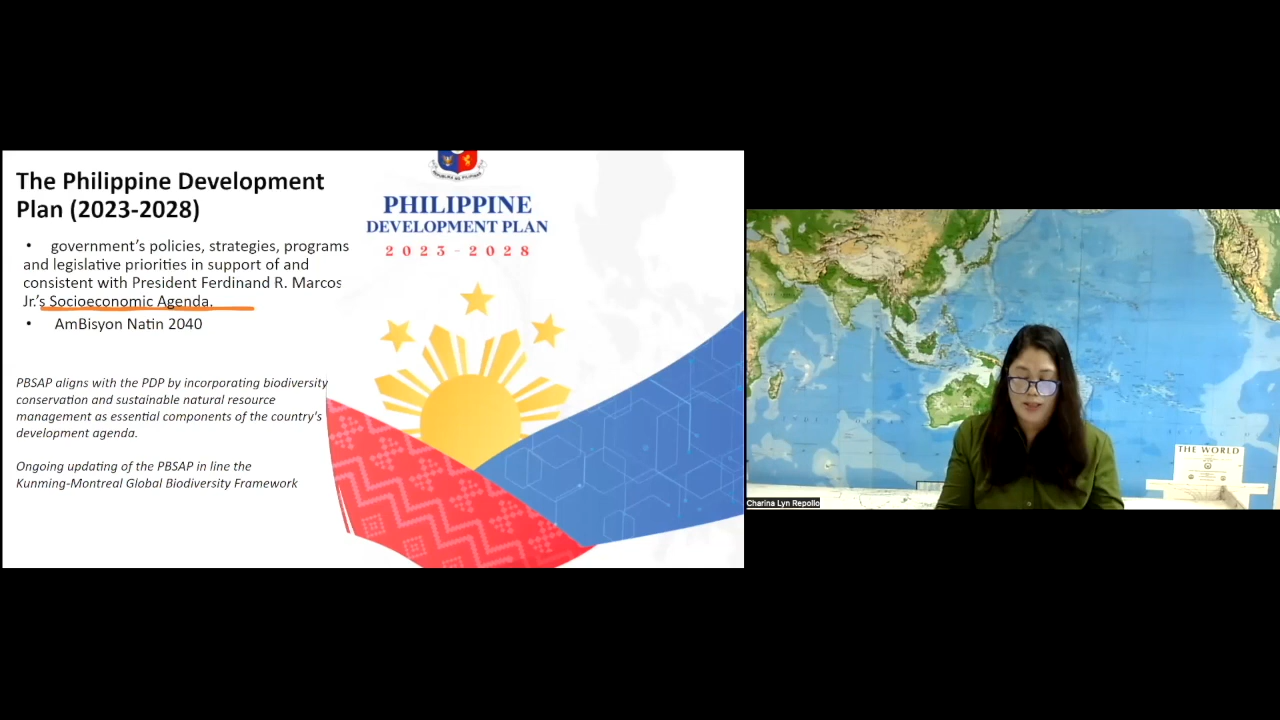 The Philippine Development
Plan (2023-2028)
• government's policies, strategies, programs
and legislative priorities in support of and
consistent with President Ferdinand R. Marcos
Jr.'s Socioeconomic Agenda.
• AmBisyon Natin 2040
PBSAP aligns with the PDP by incorporating biodiversity
conservation and sustainable natural resource
management as essential components of the country's
development agenda.
Ongoing updating of the PBSAP in line the
Kunming-Montreal Global Biodiversity Framework
PHILIPPINE
DEVELOPMENT PLAN
2023-2028
THE WORLD
Charina Lyn Repollo